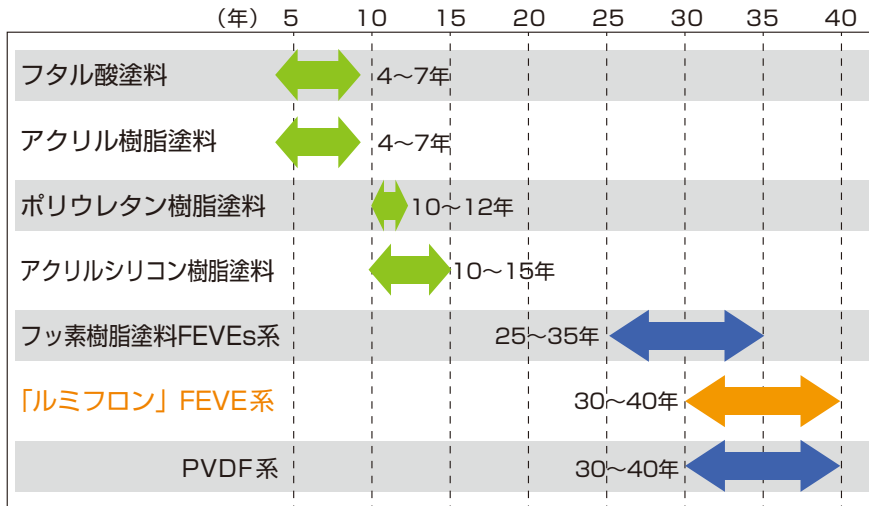 （年） 5 10 15 20 25 30 35 40
フタル酸塗料 4〜7年
アクリル樹脂塗料 4〜7年
ポリウレタン樹脂塗料 10〜12年
アクリルシリコン樹脂塗料 10〜15年
フッ素樹脂塗料FEVEs系 25〜35年
「ルミフロン」FEVE系 30〜40年
PVDF系 30〜40年